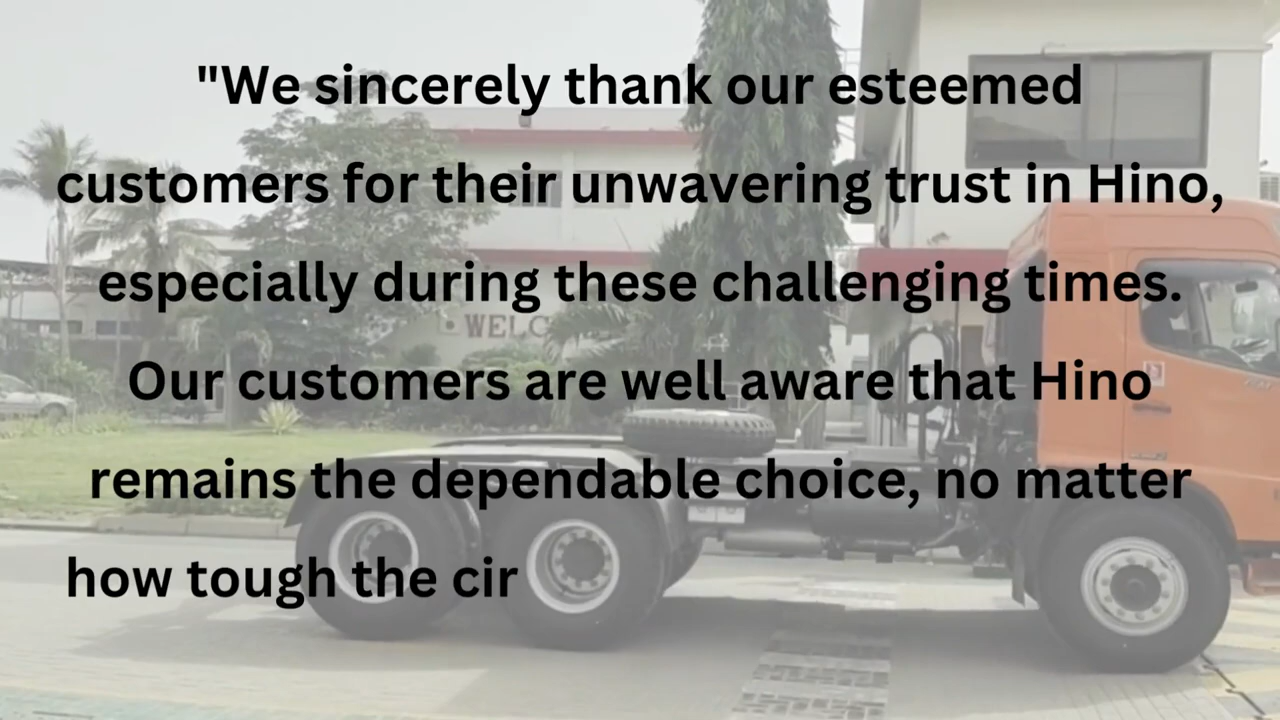 "We sincerely thank our esteemed
customers for their unwavering trust in Hino,
especially during these challenging times.
Our customers are well aware that Hino
remains the dependable choice, no matter
how tough the cir
WELC